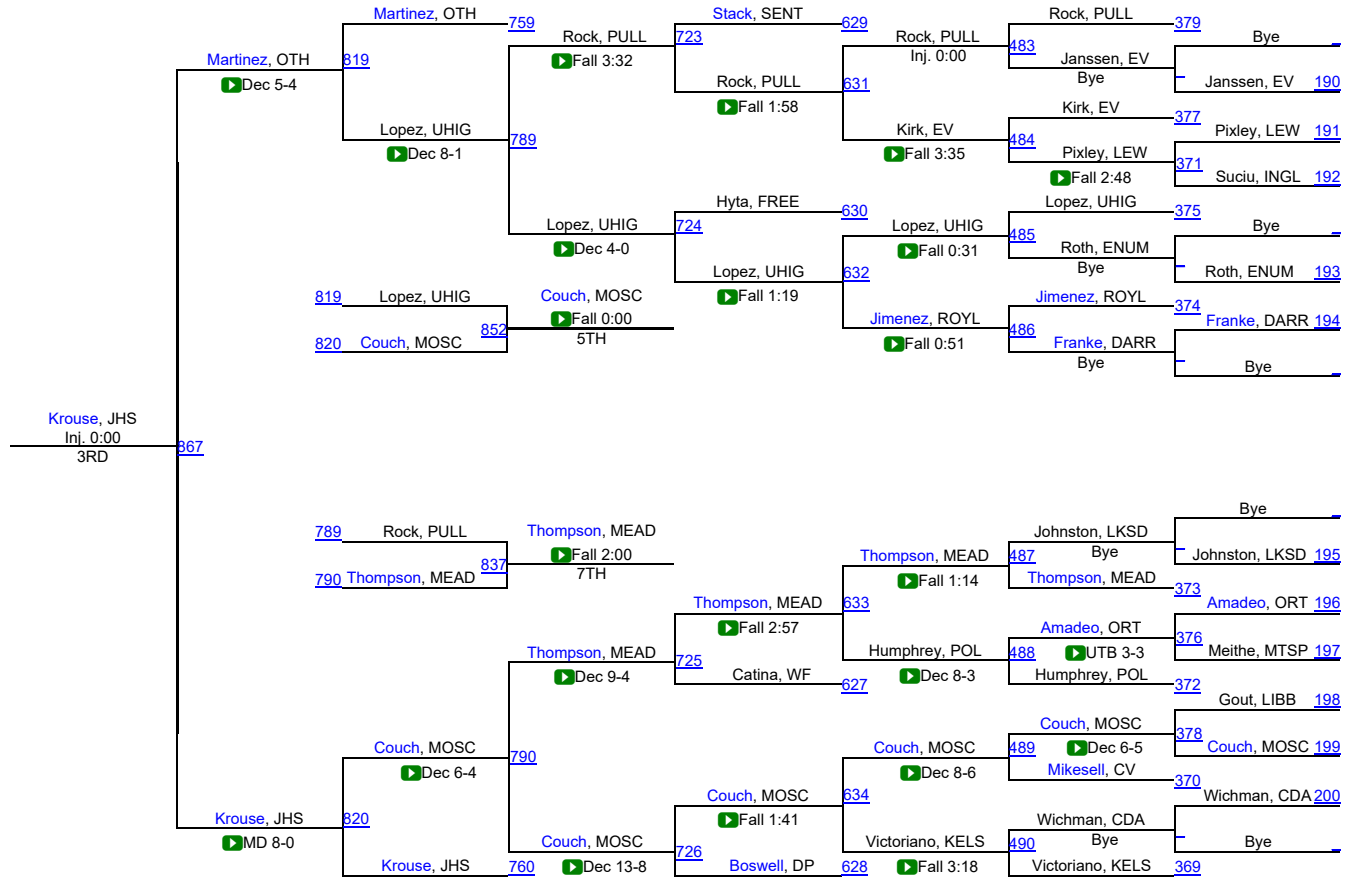 Martinez, OTH
759
Stack, SENT
629
Rock, PULL
379
Rock, PULL
723
Rock, PULL
483
Bye
Inj. 0:00
Martinez, OTH
819
Fall 3:32
Janssen, EV
Dec 5-4
Rock, PULL
631
Bye
Janssen, EV
190
Fall 1:58
Kirk, EV
377
Lopez, UHIG
789
Kirk, EV
484
Pixley, LEW
191
Dec 8-1
Fall 3:35
Pixley, LEW
371
Fall 2:48
Suciu, INGL
192
Hyta, FREE
630
Lopez, UHIG
375
Lopez, UHIG
724
Lopez, UHIG
485
Bye
Dec 4-0
Fall 0:31
Roth, ENUM
Lopez, UHIG
632
Bye
Roth, ENUM
193
819
Lopez, UHIG
Couch, MOSC
Fall 1:19
Jimenez, ROYL
374
Fall 0:00
Jimenez, ROYL
486
Franke, DARR
194
852
5TH
820
Couch, MOSC
Fall 0:51
Franke, DARR
Bye
Bye
Krouse, JHS
Inj. 0:00
867
3RD
Bye
789
Rock, PULL
Thompson, MEAD
Johnston, LKSD
Fall 2:00
Thompson, MEAD
487
Bye
Johnston, LKSD
195
837
7TH
790
Thompson, MEAD
Fall 1:14
Thompson, MEAD
373
Thompson, MEAD
633
Amadeo, ORT
196
Fall 2:57
Amadeo, ORT
376
Thompson, MEAD
725
Humphrey, POL
488
UTB 3-3
Meithe, MTSP
197
Dec 9-4
Catina, WF
627
Dec 8-3
Humphrey, POL
372
Gout, LIBB
198
Couch, MOSC
378
Couch, MOSC
790
Couch, MOSC
489
Dec 6-5
Couch, MOSC
199
Dec 6-4
Dec 8-6
Mikesell, CV
370
Couch, MOSC
634
Wichman, CDA
200
Krouse, JHS
820
Fall 1:41
Wichman, CDA
MD 8-0
Couch, MOSC
726
Victoriano, KELS
490
Bye
Bye
Krouse, JHS
760
Dec 13-8
Boswell, DP
628
Fall 3:18
Victoriano, KELS
369